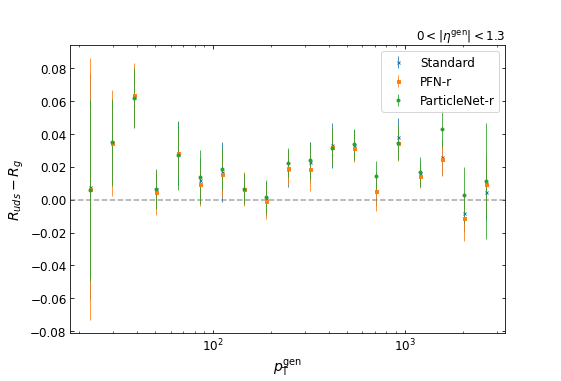 0 < |η^gen| < 1.3
Standard
PFN-r
ParticleNet-r
R_uds − R_g
0.08
0.06
0.04
0.02
0.00
−0.02
−0.04
−0.06
−0.08
10^2
10^3
p_T^gen